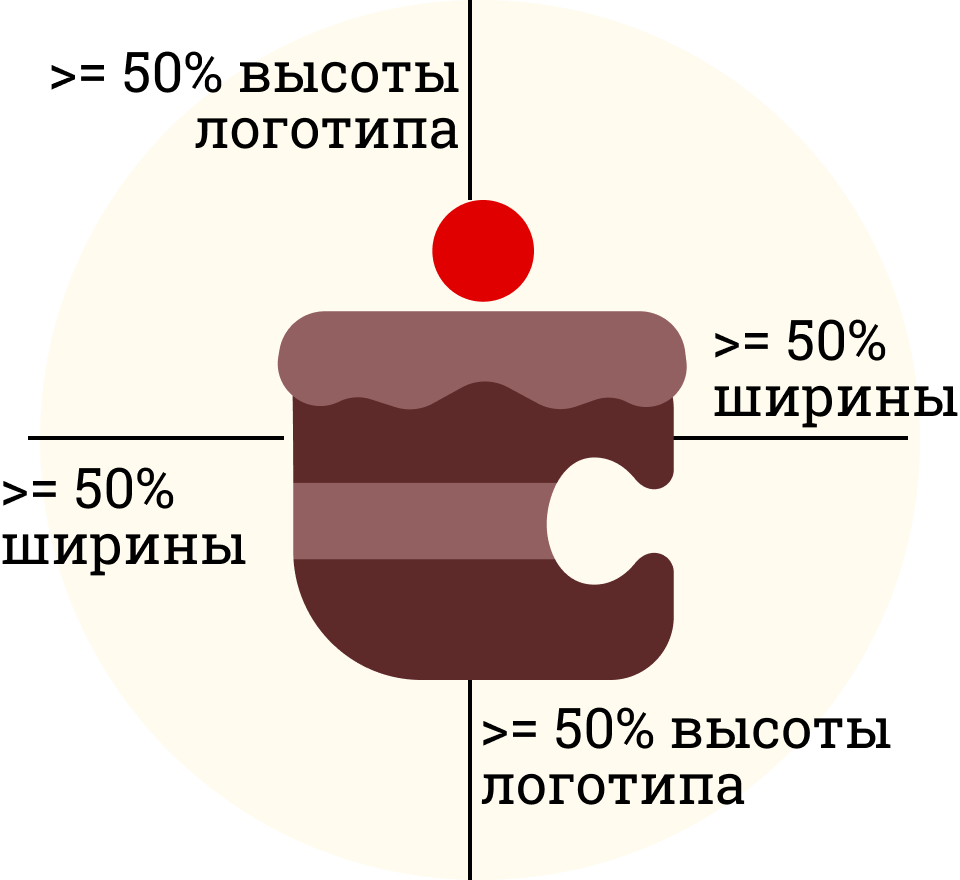 >= 50% высоты
логотипа
>= 50%
ширины
>= 50%
ширины
>= 50% высоты
логотипа